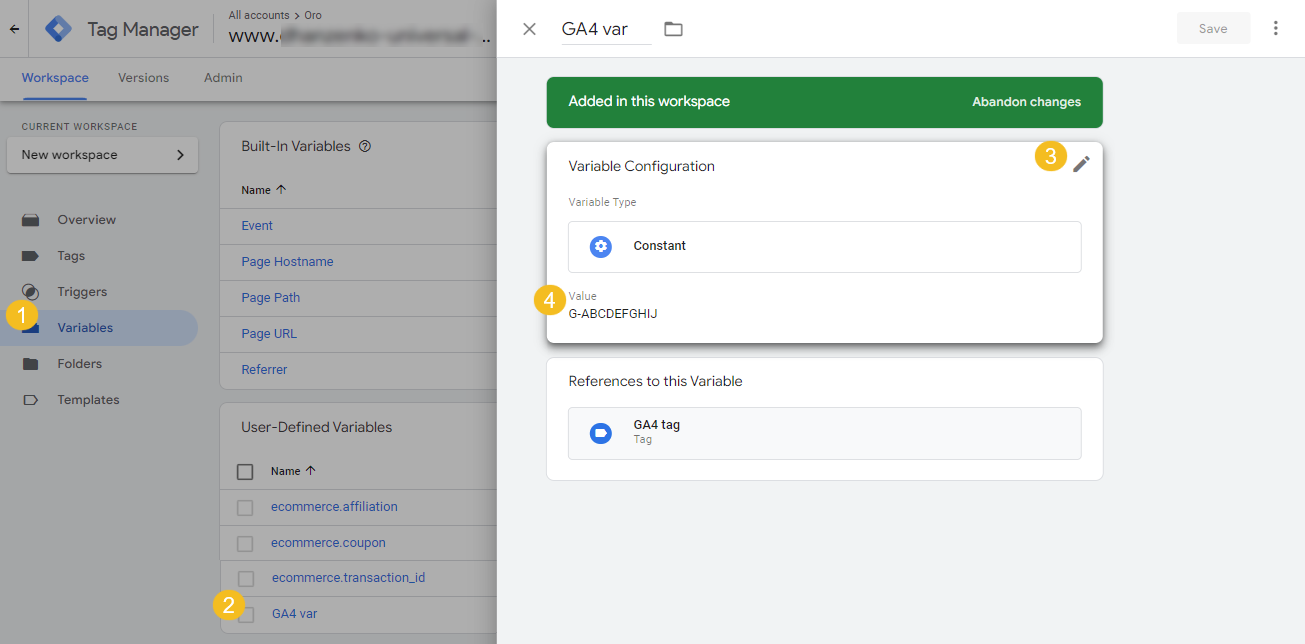 Tag Manager
All accounts > Oro
www.
Workspace Versions Admin
CURRENT WORKSPACE
New workspace
Overview
Tags
Triggers
1
Variables
Folders
Templates
Built-In Variables
Name
Event
Page Hostname
Page Path
Page URL
Referrer
User-Defined Variables
Name
ecommerce.affiliation
ecommerce.coupon
ecommerce.transaction_id
2
GA4 var
GA4 var
Save
Added in this workspace
Abandon changes
Variable Configuration
3
Variable Type
Constant
4
Value
G-ABCDEFGHIJ
References to this Variable
GA4 tag
Tag